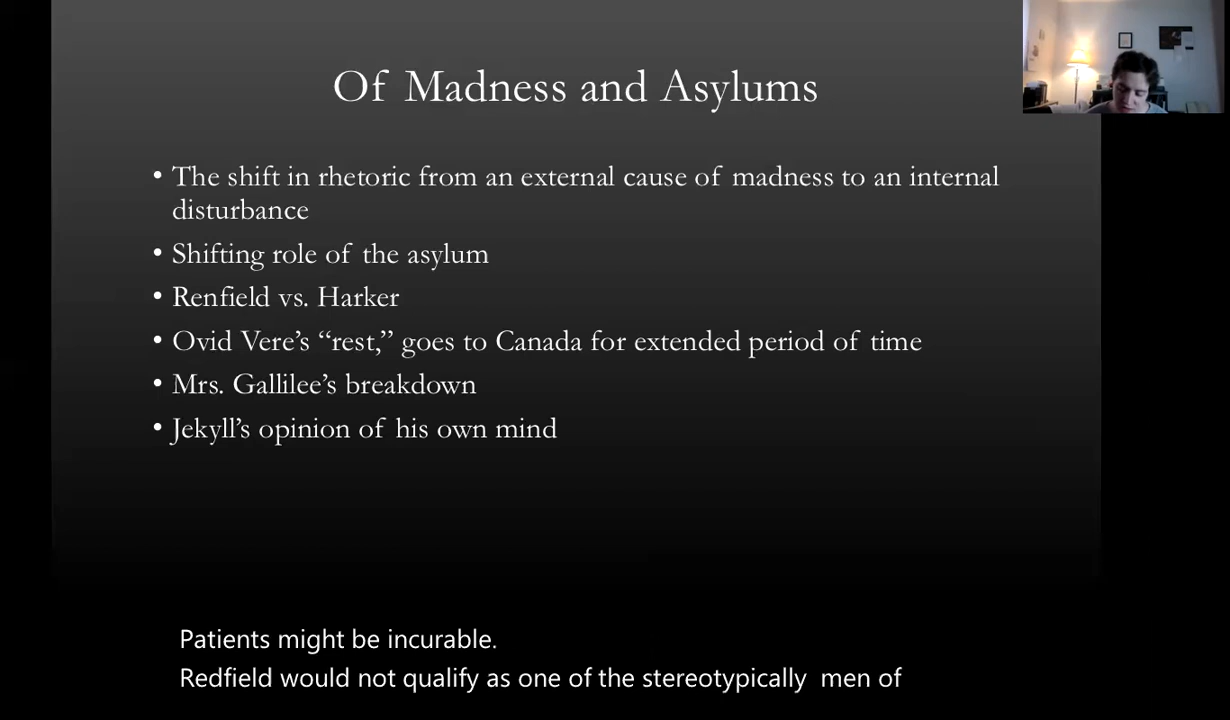 Of Madness and Asylums
• The shift in rhetoric from an external cause of madness to an internal
disturbance
• Shifting role of the asylum
• Renfield vs. Harker
• Ovid Vere’s “rest,” goes to Canada for extended period of time
• Mrs. Gallilee’s breakdown
• Jekyll’s opinion of his own mind
Patients might be incurable.
Redfield would not qualify as one of the stereotypically men of